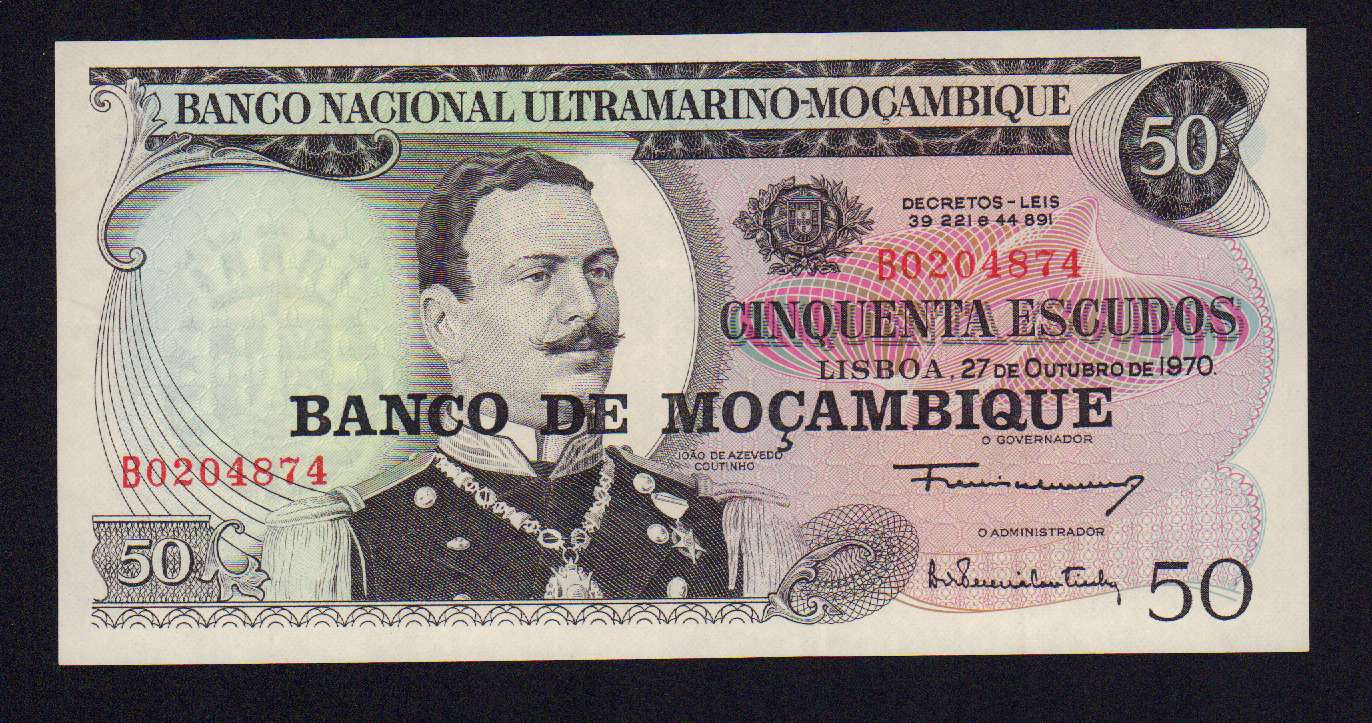 BANCO NACIONAL ULTRAMARINO-MOÇAMBIQUE
50
DECRETOS - LEIS
39 221 e 44 891
B0204874
CINQUENTA ESCUDOS
LISBOA, 27 DE OUTUBRO DE 1970.
BANCO DE MOÇAMBIQUE
O GOVERNADOR
JOÃO DE AZEVEDO
COUTINHO
B0204874
O ADMINISTRADOR
50
50